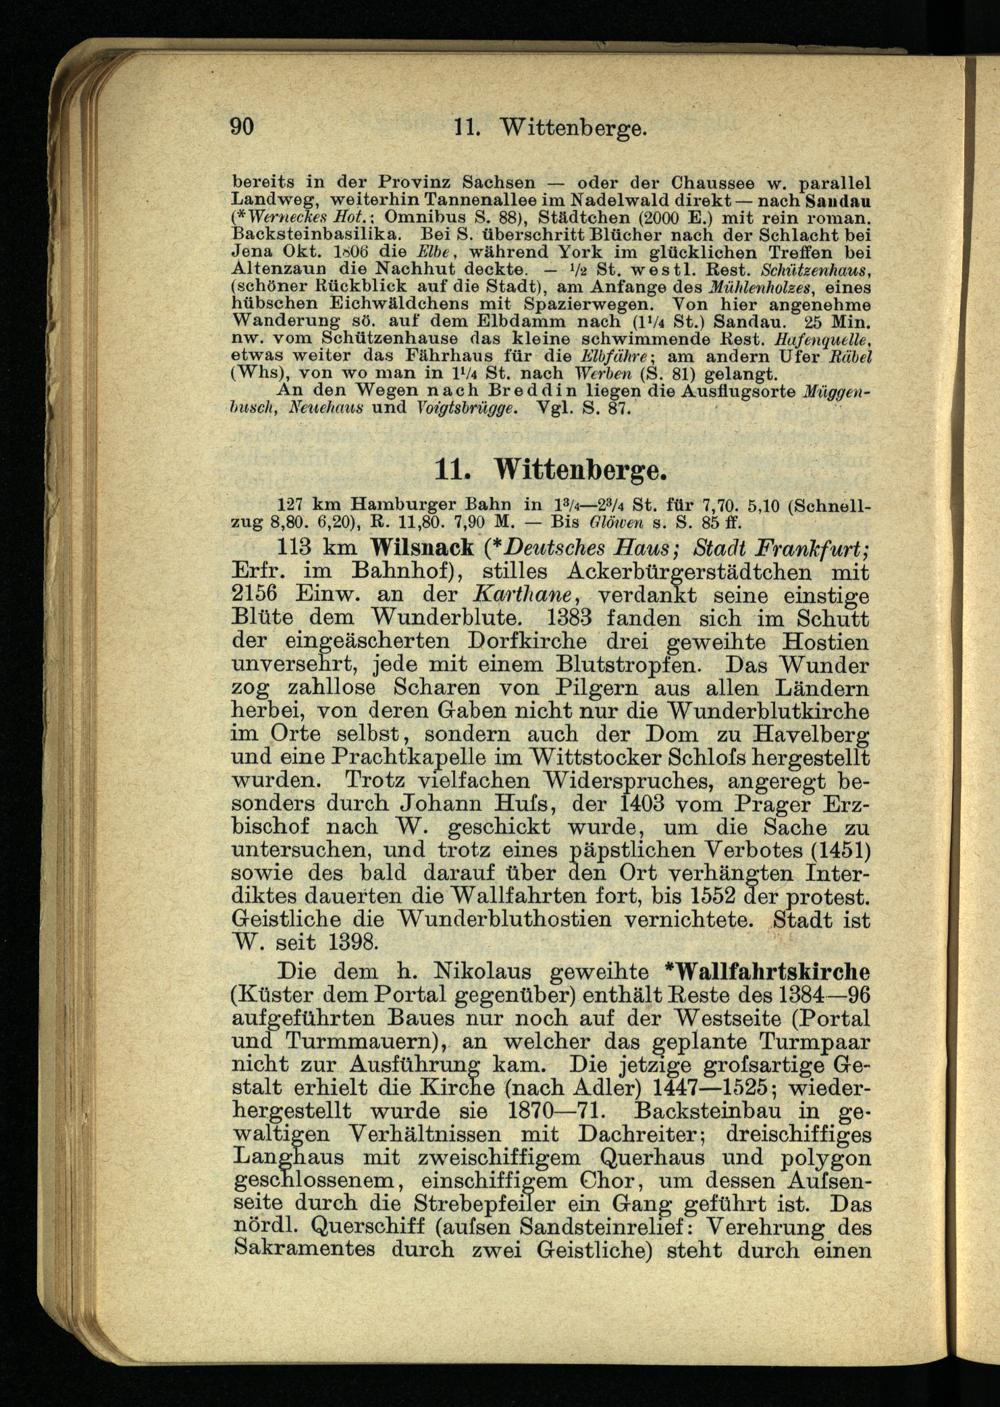 90 11. Wittenberge.
bereits in der Provinz Sachsen — oder der Chaussee w. parallel
Landweg, weiterhin Tannenallee im Nadelwald direkt — nach Sandau
(*Werneckes Hot.; Omnibus S. 88), Städtchen (2000 E.) mit rein roman.
Backsteinbasilika. Bei S. überschritt Blücher nach der Schlacht bei
Jena Okt. 1806 die Elbe, während York im glücklichen Treffen bei
Altenzaun die Nachhut deckte. — 1/2 St. westl. Rest. Schützenhaus,
(schöner Rückblick auf die Stadt), am Anfange des Mühlenholzes, eines
hübschen Eichwäldchens mit Spazierwegen. Von hier angenehme
Wanderung sö. auf dem Elbdamm nach (1¹/4 St.) Sandau. 25 Min.
nw. vom Schützenhause das kleine schwimmende Rest. Hafenquelle,
etwas weiter das Fährhaus für die Elbfähre; am andern Ufer Räbel
(Whs), von wo man in 1¹/4 St. nach Werben (S. 81) gelangt.
An den Wegen nach Breddin liegen die Ausflugsorte Müggen-
busch, Neuehaus und Voigtsbrügge. Vgl. S. 87.
11. Wittenberge.
127 km Hamburger Bahn in 1³/4—2³/4 St. für 7,70. 5,10 (Schnell-
zug 8,80. 6,20), R. 11,80. 7,90 M. — Bis Glöwen s. S. 85 ff.
113 km Wilsnack (*Deutsches Haus; Stadt Frankfurt;
Erfr. im Bahnhof), stilles Ackerbürgerstädtchen mit
2156 Einw. an der Karthane, verdankt seine einstige
Blüte dem Wunderblute. 1383 fanden sich im Schutt
der eingeäscherten Dorfkirche drei geweihte Hostien
unversehrt, jede mit einem Blutstropfen. Das Wunder
zog zahllose Scharen von Pilgern aus allen Ländern
herbei, von deren Gaben nicht nur die Wunderblutkirche
im Orte selbst, sondern auch der Dom zu Havelberg
und eine Prachtkapelle im Wittstocker Schloſs hergestellt
wurden. Trotz vielfachen Widerspruches, angeregt be-
sonders durch Johann Huſs, der 1403 vom Prager Erz-
bischof nach W. geschickt wurde, um die Sache zu
untersuchen, und trotz eines päpstlichen Verbotes (1451)
sowie des bald darauf über den Ort verhängten Inter-
diktes dauerten die Wallfahrten fort, bis 1552 der protest.
Geistliche die Wunderbluthostien vernichtete. Stadt ist
W. seit 1398.
Die dem h. Nikolaus geweihte *Wallfahrtskirche
(Küster dem Portal gegenüber) enthält Reste des 1384—96
aufgeführten Baues nur noch auf der Westseite (Portal
und Turmmauern), an welcher das geplante Turmpaar
nicht zur Ausführung kam. Die jetzige groſsartige Ge-
stalt erhielt die Kirche (nach Adler) 1447—1525; wieder-
hergestellt wurde sie 1870—71. Backsteinbau in ge-
waltigen Verhältnissen mit Dachreiter; dreischiffiges
Langhaus mit zweischiffigem Querhaus und polygon
geschlossenem, einschiffigem Chor, um dessen Auſsen-
seite durch die Strebepfeiler ein Gang geführt ist. Das
nördl. Querschiff (auſsen Sandsteinrelief: Verehrung des
Sakramentes durch zwei Geistliche) steht durch einen